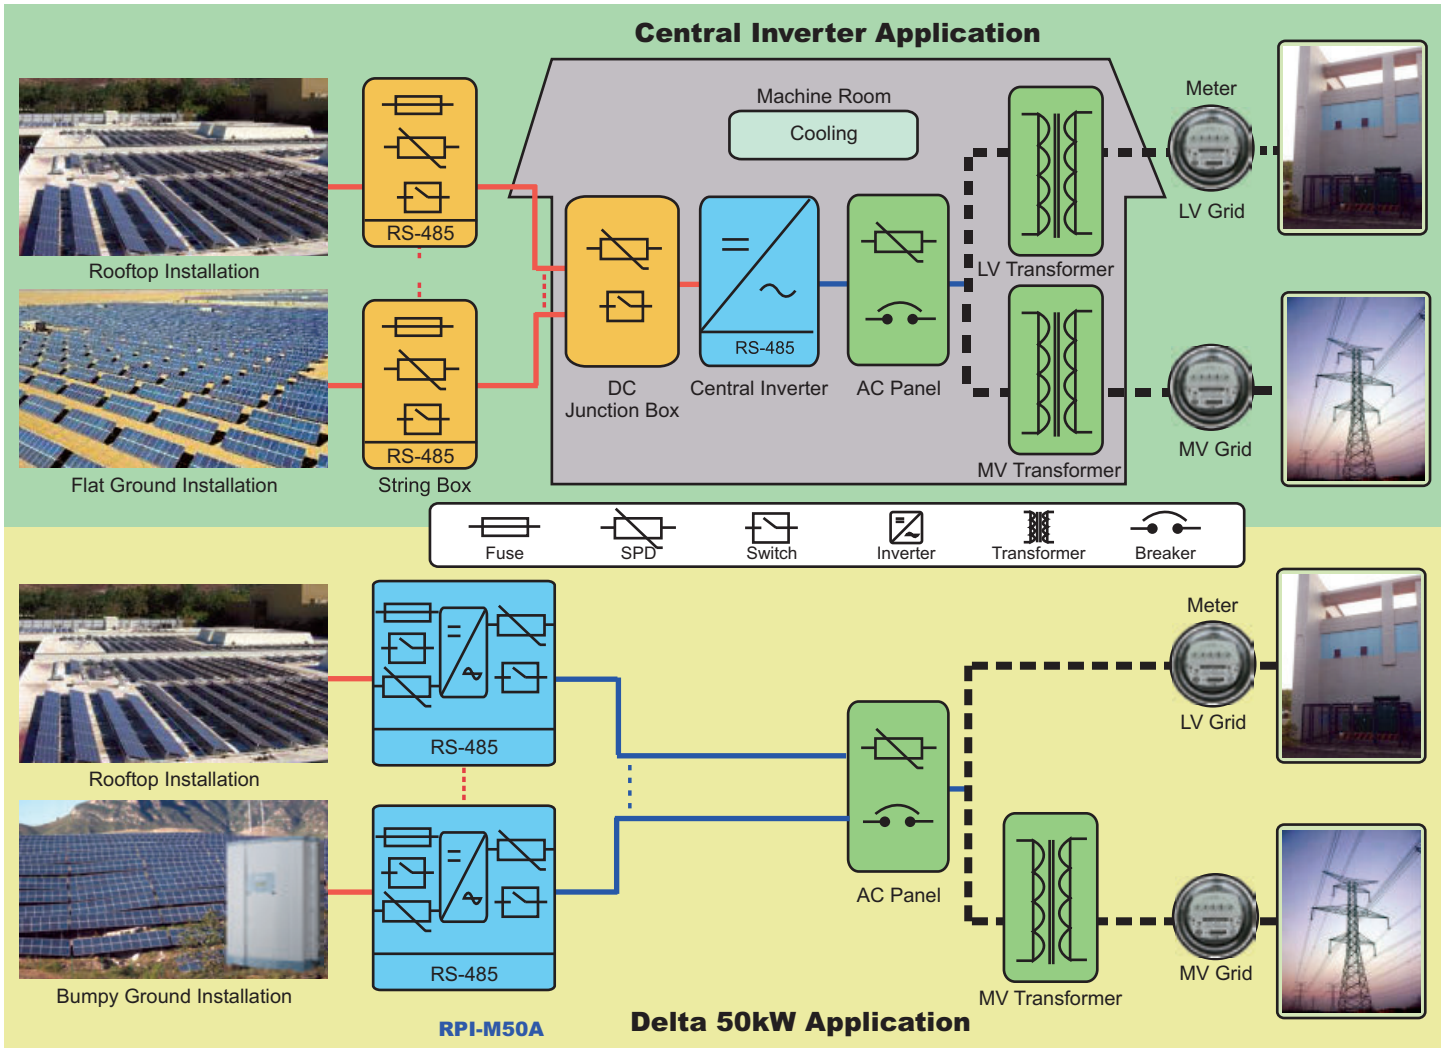 Central Inverter Application
Machine Room
Cooling
Meter
RS-485
LV Grid
Rooftop Installation
LV Transformer
RS-485
DC
Junction Box
Central Inverter
AC Panel
RS-485
MV Grid
MV Transformer
Flat Ground Installation
String Box
Fuse
SPD
Switch
Inverter
Transformer
Breaker
Meter
LV Grid
RS-485
Rooftop Installation
AC Panel
RS-485
MV Grid
Bumpy Ground Installation
MV Transformer
RPI-M50A
Delta 50kW Application